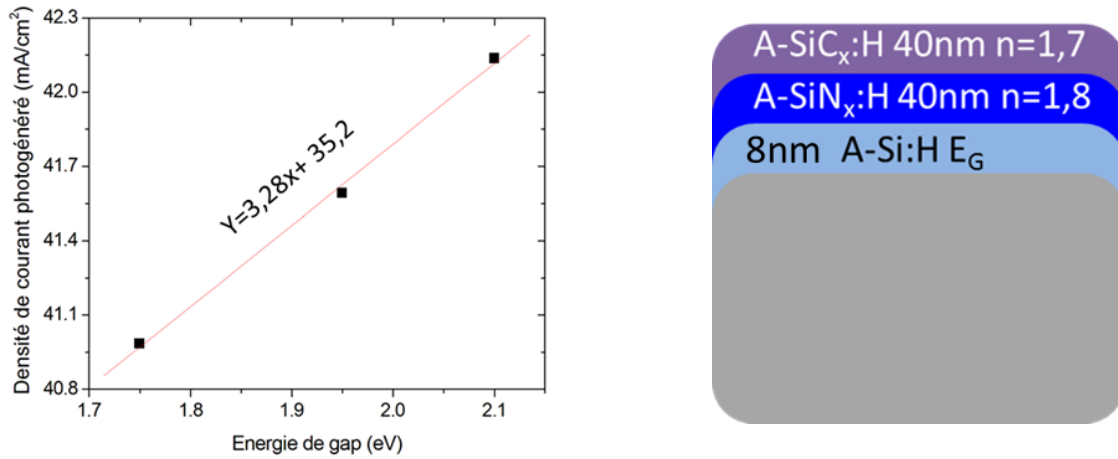 42.3
42.0
41.7
41.4
41.1
40.8
Densité de courant photogénéré (mA/cm²)
Y=3,28x+ 35,2
1.7 1.8 1.9 2.0 2.1
Energie de gap (eV)
A-SiCₓ:H 40nm n=1,7
A-SiNₓ:H 40nm n=1,8
8nm A-Si:H E_G